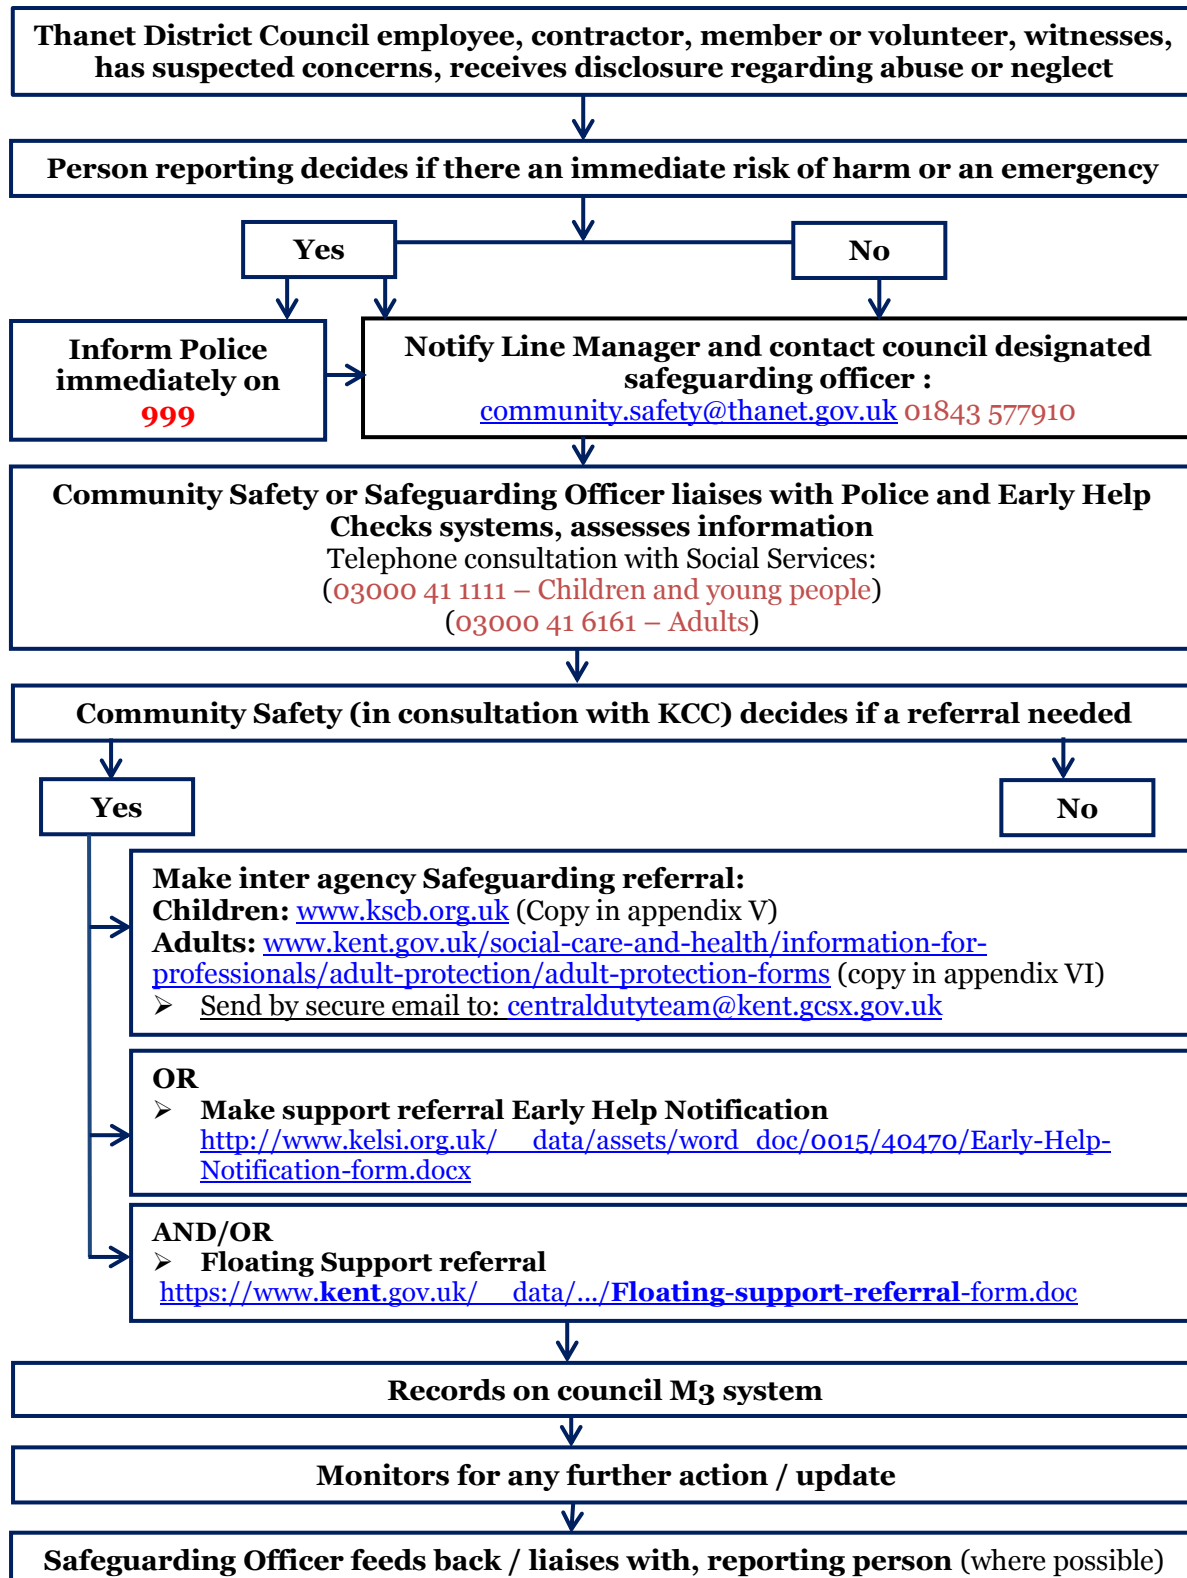 Thanet District Council employee, contractor, member or volunteer, witnesses,
has suspected concerns, receives disclosure regarding abuse or neglect
Person reporting decides if there an immediate risk of harm or an emergency
Yes
No
Inform Police
immediately on
999
Notify Line Manager and contact council designated
safeguarding officer :
community.safety@thanet.gov.uk 01843 577910
Community Safety or Safeguarding Officer liaises with Police and Early Help
Checks systems, assesses information
Telephone consultation with Social Services:
(03000 41 1111 – Children and young people)
(03000 41 6161 – Adults)
Community Safety (in consultation with KCC) decides if a referral needed
Yes
No
Make inter agency Safeguarding referral:
Children: www.kscb.org.uk (Copy in appendix V)
Adults: www.kent.gov.uk/social-care-and-health/information-for-
professionals/adult-protection/adult-protection-forms (copy in appendix VI)
➢ Send by secure email to: centraldutyteam@kent.gcsx.gov.uk
OR
➢ Make support referral Early Help Notification
http://www.kelsi.org.uk/__data/assets/word_doc/0015/40470/Early-Help-
Notification-form.docx
AND/OR
➢ Floating Support referral
https://www.kent.gov.uk/__data/.../Floating-support-referral-form.doc
Records on council M3 system
Monitors for any further action / update
Safeguarding Officer feeds back / liaises with, reporting person (where possible)